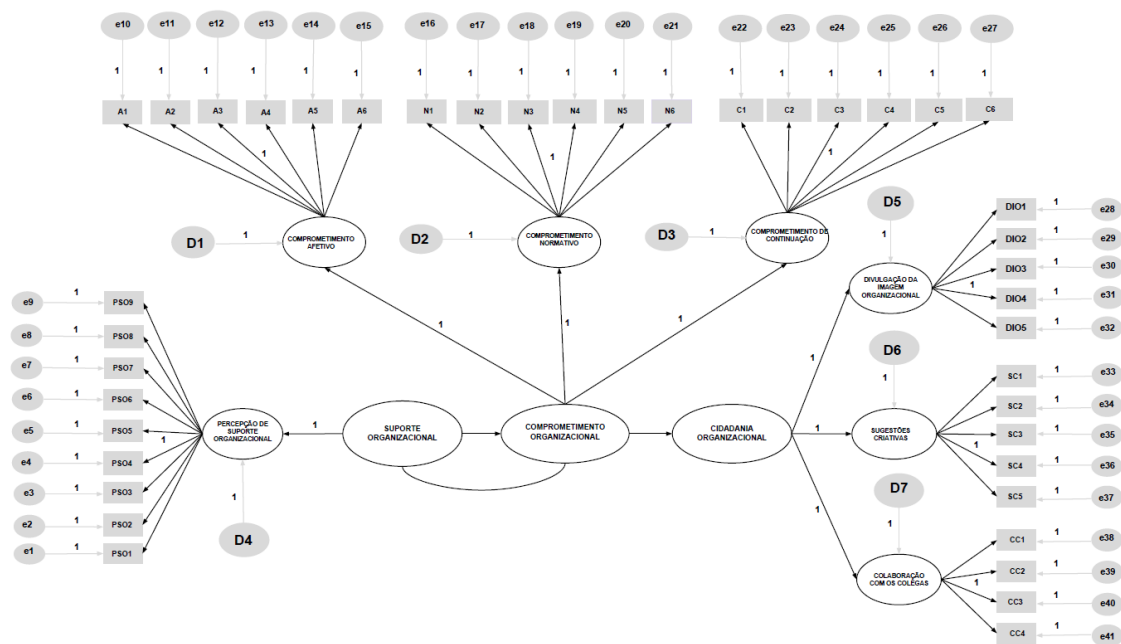 e10 e11 e12 e13 e14 e15 e16 e17 e18 e19 e20 e21 e22 e23 e24 e25 e26 e27
1 1 1 1 1 1 1 1 1 1 1 1 1 1 1 1 1 1
A1 A2 A3 A4 A5 A6 N1 N2 N3 N4 N5 N6 C1 C2 C3 C4 C5 C6
1 1 1
D1 1 COMPROMETIMENTO
AFETIVO
D2 1 COMPROMETIMENTO
NORMATIVO
D3 1 COMPROMETIMENTO DE
CONTINUAÇÃO
D5
1
DIVULGAÇÃO DA
IMAGEM
ORGANIZACIONAL
1
DIO1 1 e28
DIO2 1 e29
DIO3 1 e30
DIO4 1 e31
DIO5 1 e32
e9 1 PSO9
e8 1 PSO8
e7 1 PSO7
e6 1 PSO6
e5 1 PSO5
e4 1 PSO4
e3 1 PSO3
e2 1 PSO2
e1 1 PSO1
1
PERCEPÇÃO DE
SUPORTE
ORGANIZACIONAL
1
D4
1
SUPORTE
ORGANIZACIONAL
1 1 1
COMPROMETIMENTO
ORGANIZACIONAL
CIDADANIA
ORGANIZACIONAL
1
1
1
D6
1
SUGESTÕES
CRIATIVAS
1
SC1 1 e33
SC2 1 e34
SC3 1 e35
SC4 1 e36
SC5 1 e37
D7
1
COLABORAÇÃO
COM OS COLEGAS
1
CC1 1 e38
CC2 1 e39
CC3 1 e40
CC4 1 e41